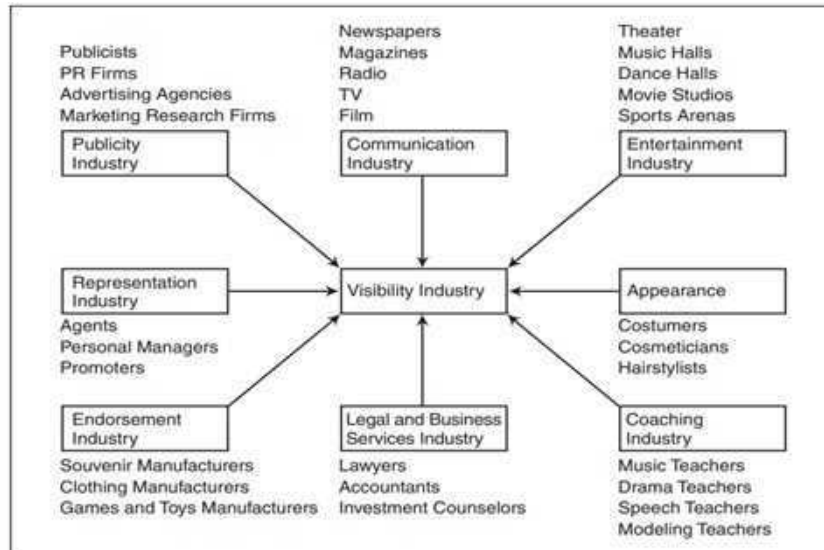 Publicists
PR Firms
Advertising Agencies
Marketing Research Firms
Publicity
Industry
Newspapers
Magazines
Radio
TV
Film
Communication
Industry
Theater
Music Halls
Dance Halls
Movie Studios
Sports Arenas
Entertainment
Industry
Representation
Industry
Agents
Personal Managers
Promoters
Visibility Industry
Appearance
Costumers
Cosmeticians
Hairstylists
Endorsement
Industry
Souvenir Manufacturers
Clothing Manufacturers
Games and Toys Manufacturers
Legal and Business
Services Industry
Lawyers
Accountants
Investment Counselors
Coaching
Industry
Music Teachers
Drama Teachers
Speech Teachers
Modeling Teachers